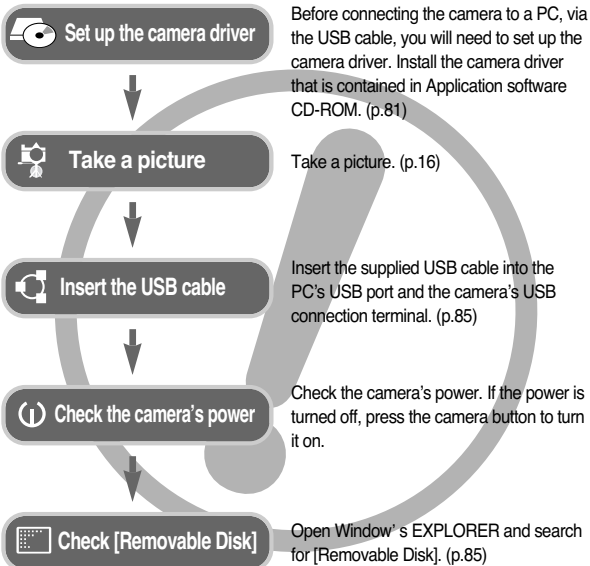 Set up the camera driver
Before connecting the camera to a PC, via
the USB cable, you will need to set up the
camera driver. Install the camera driver
that is contained in Application software
CD-ROM. (p.81)
Take a picture
Take a picture. (p.16)
Insert the USB cable
Insert the supplied USB cable into the
PC's USB port and the camera's USB
connection terminal. (p.85)
Check the camera's power
Check the camera's power. If the power is
turned off, press the camera button to turn
it on.
Check [Removable Disk]
Open Window' s EXPLORER and search
for [Removable Disk]. (p.85)